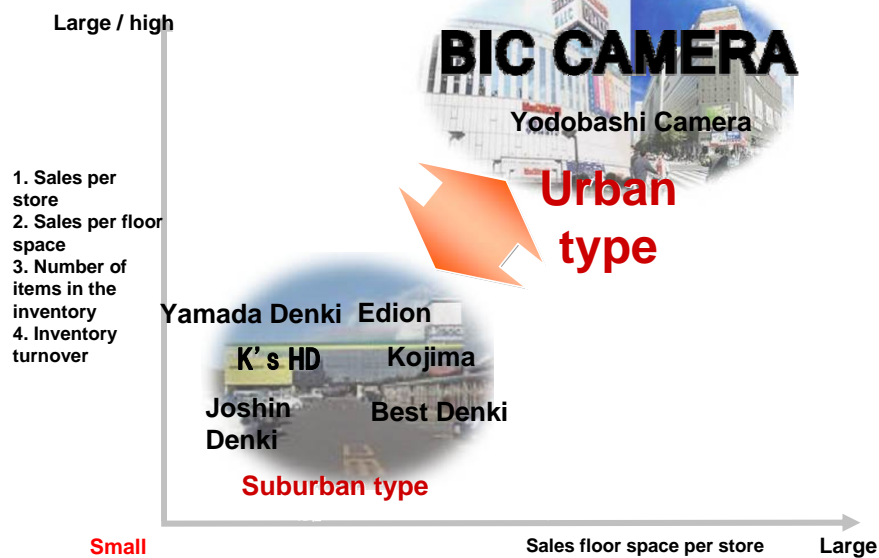 Large / high
BIC CAMERA
Yodobashi Camera
1. Sales per
store
2. Sales per floor
space
3. Number of
items in the
inventory
4. Inventory
turnover
Urban
type
Yamada Denki
Edion
K's HD
Kojima
Joshin
Denki
Best Denki
Suburban type
Small
Sales floor space per store
Large